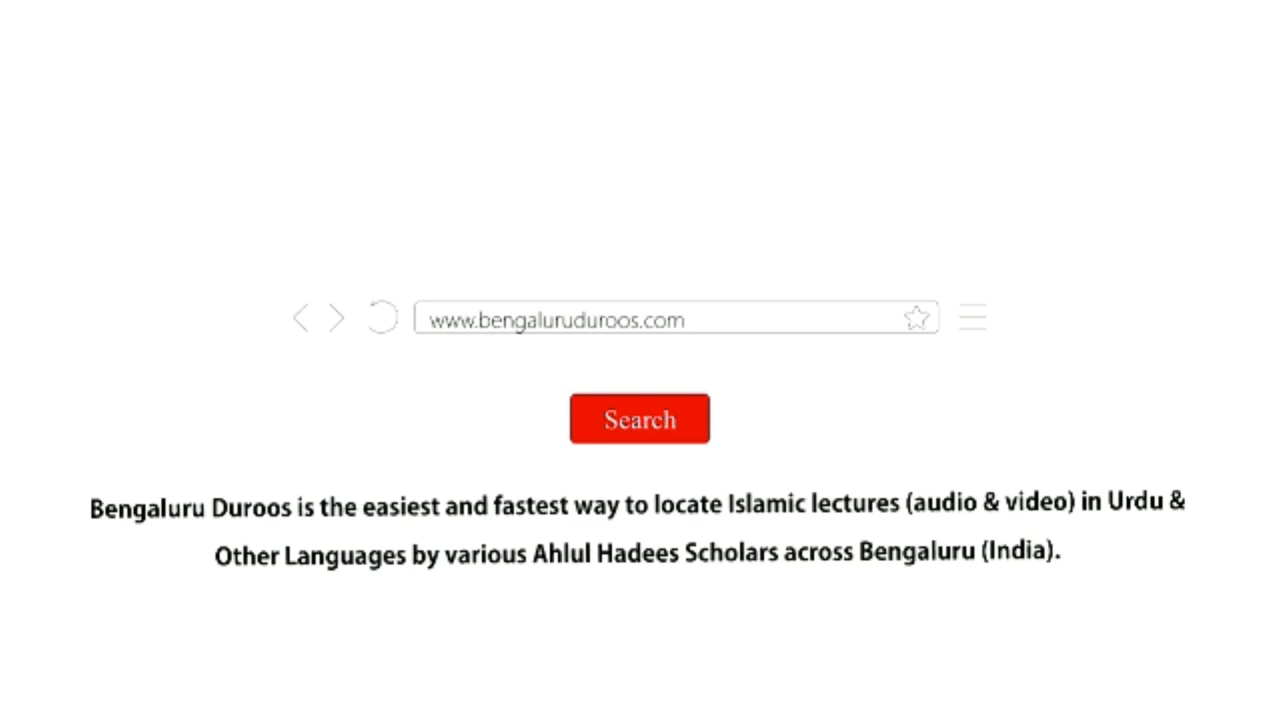 www.bengaluruduroos.com
Search
Bengaluru Duroos is the easiest and fastest way to locate Islamic lectures (audio & video) in Urdu &
Other Languages by various Ahlul Hadees Scholars across Bengaluru (India).